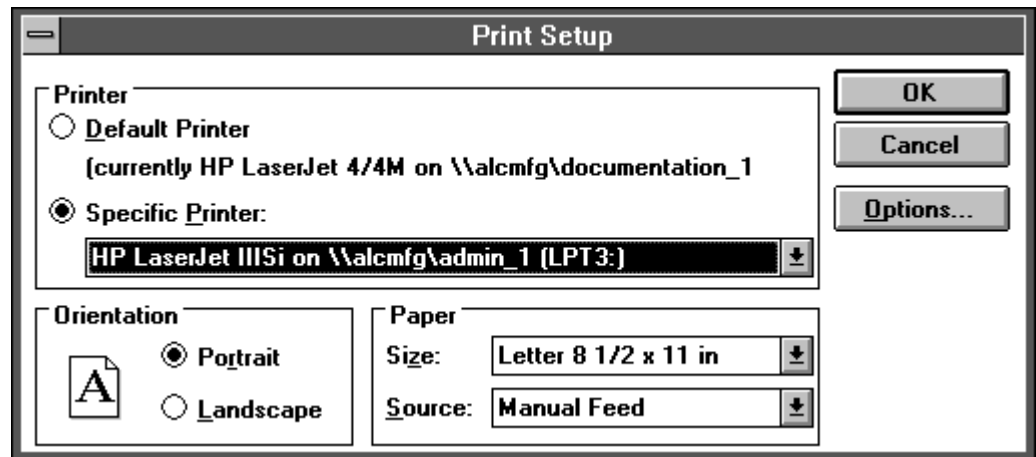 Print Setup
Printer
Default Printer
(currently HP LaserJet 4/4M on \\alcmfg\documentation_1
Specific Printer:
HP LaserJet IIISi on \\alcmfg\admin_1 (LPT3:)
OK
Cancel
Options...
Orientation
A
Portrait
Landscape
Paper
Size: Letter 8 1/2 x 11 in
Source: Manual Feed